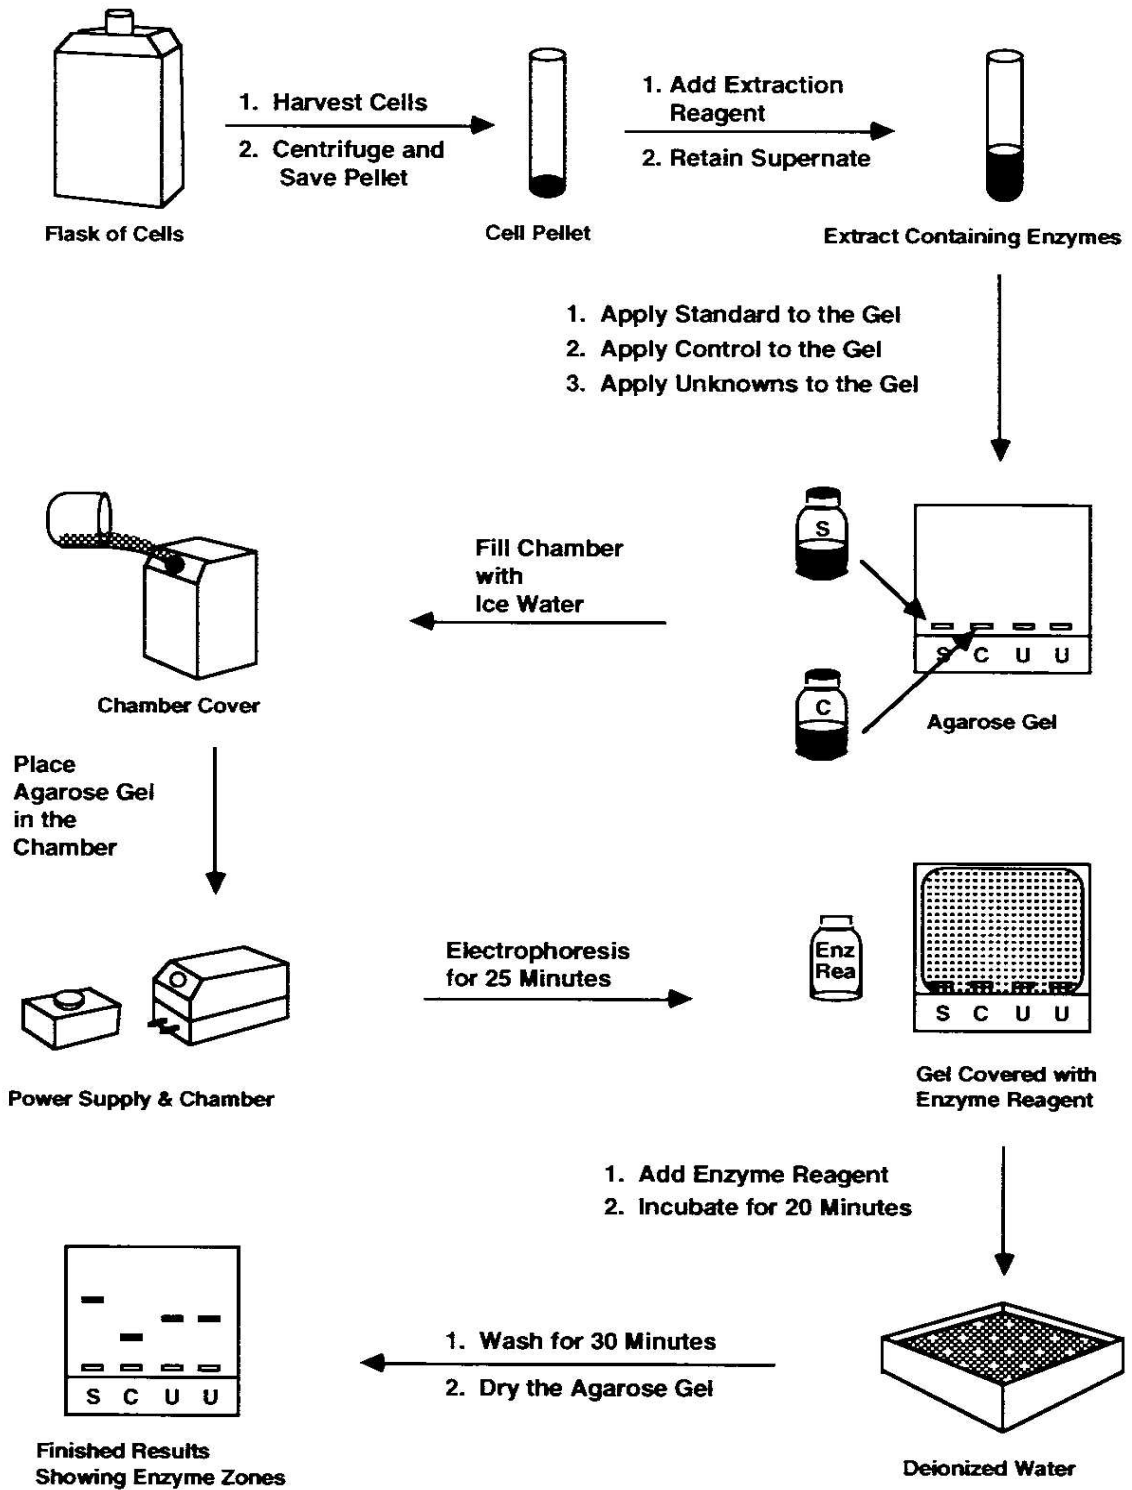 1. Harvest Cells
2. Centrifuge and
Save Pellet
1. Add Extraction
Reagent
2. Retain Supernate
Flask of Cells
Cell Pellet
Extract Containing Enzymes
1. Apply Standard to the Gel
2. Apply Control to the Gel
3. Apply Unknowns to the Gel
S
Fill Chamber
with
Ice Water
S C U U
C
Chamber Cover
Agarose Gel
Place
Agarose Gel
in the
Chamber
Electrophoresis
for 25 Minutes
Enz
Rea
S C U U
Power Supply & Chamber
Gel Covered with
Enzyme Reagent
1. Add Enzyme Reagent
2. Incubate for 20 Minutes
1. Wash for 30 Minutes
2. Dry the Agarose Gel
S C U U
Finished Results
Showing Enzyme Zones
Deionized Water